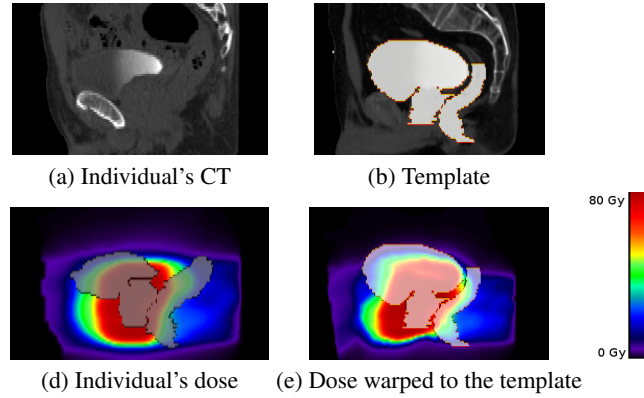 (a) Individual's CT
(b) Template
80 Gy
0 Gy
(d) Individual's dose
(e) Dose warped to the template